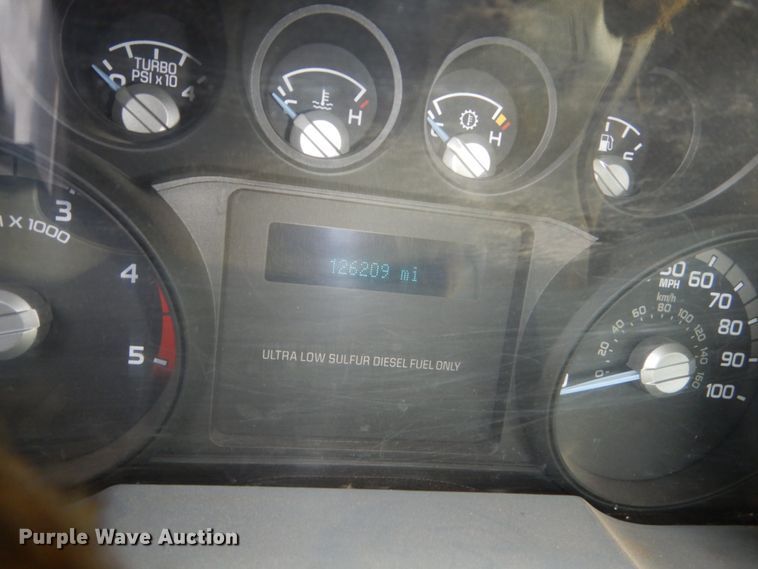 TURBO
PSI x 10
0 4
H
H
3
x 1000
4
5
126209 mi
ULTRA LOW SULFUR DIESEL FUEL ONLY
60
70
80
90
100
MPH
km/h
20 40 60 80 100 120 140 160
Purple Wave Auction